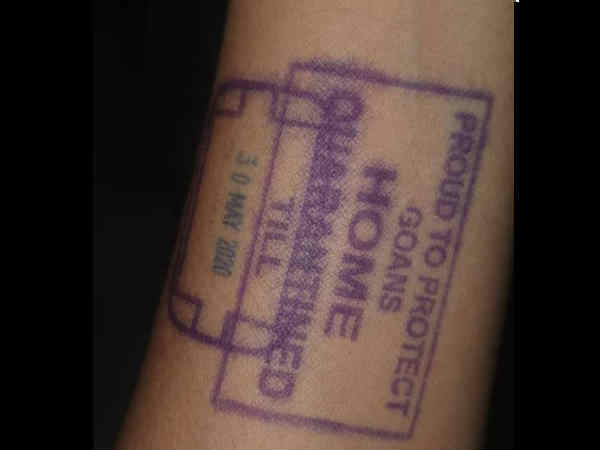 PROUD TO PROTECT
GOANS
HOME
QUARANTINED
TILL
30 MAY 2020